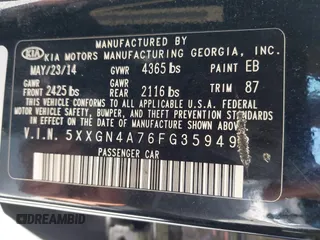 MANUFACTURED BY
KIA KIA MOTORS MANUFACTURING GEORGIA, INC.
MAY/23/14 GVWR 4365 lbs PAINT EB
GAWR GAWR
FRONT 2425 lbs REAR 2116 lbs TRIM 87
THIS VEHICLE CONFORMS TO ALL APPLICABLE FEDERAL
MOTOR VEHICLE SAFETY, BUMPER, AND THEFT PREVENTION STANDARDS
IN EFFECT ON THE DATE OF MANUFACTURE SHOWN ABOVE.
V.I.N. 5XXGN4A76FG35949
PASSENGER CAR
DREAMBID